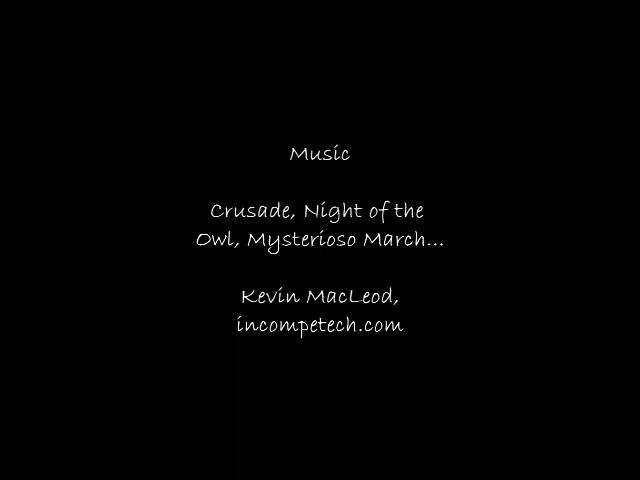 Music
Crusade, Night of the
Owl, Mysterioso March...
Kevin MacLeod,
incompetech.com